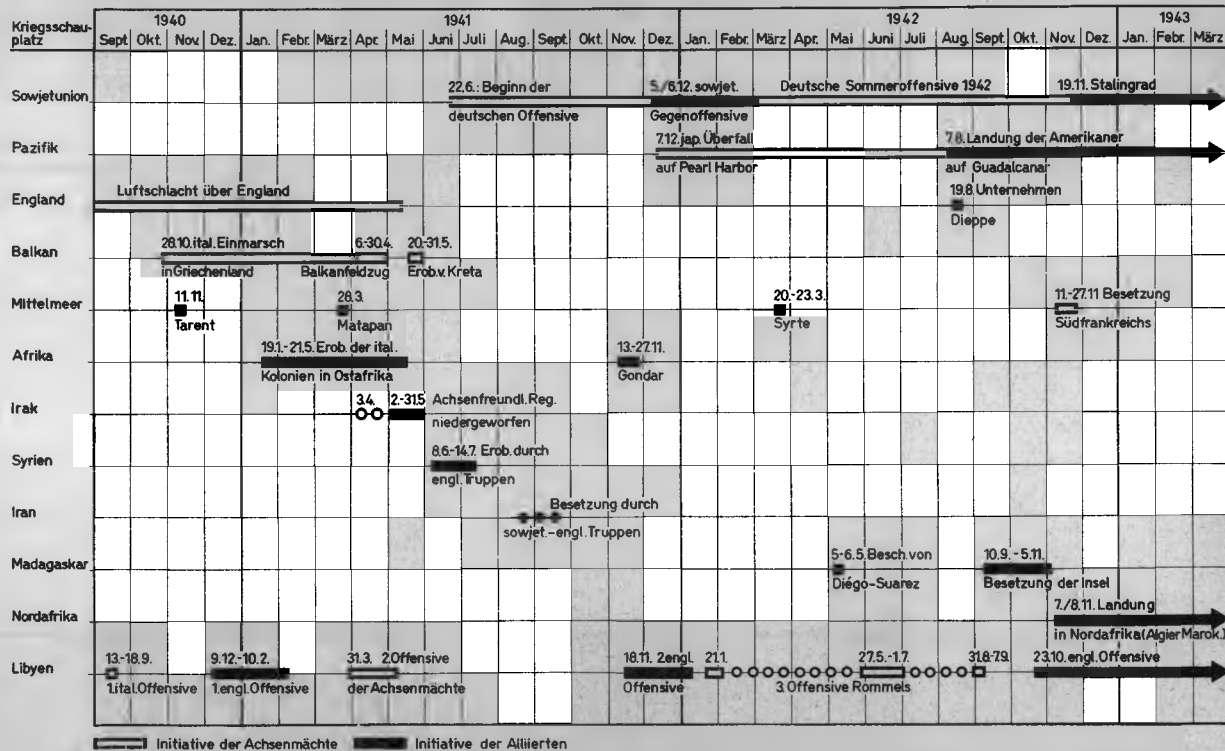 Kriegsschau-
platz
1940 1941 1942 1943
Sept. Okt. Nov. Dez. Jan. Febr. März Apr. Mai Juni Juli Aug. Sept. Okt. Nov. Dez. Jan. Febr. März Apr. Mai Juni Juli Aug. Sept. Okt. Nov. Dez. Jan. Febr. März
Sowjetunion
22.6.: Beginn der
deutschen Offensive
5./6.12. sowjet.
Gegenoffensive
Deutsche Sommeroffensive 1942
19.11. Stalingrad
Pazifik
7.12. jap. Überfall
auf Pearl Harbor
7.8. Landung der Amerikaner
auf Guadalcanar
England
Luftschlacht über England
19.8. Unternehmen
Dieppe
Balkan
28.10. ital. Einmarsch
in Griechenland
6.-30.4.
Balkanfeldzug
20.-31.5.
Erob. v. Kreta
Mittelmeer
11.11.
Tarent
28.3.
Matapan
20.-23.3.
Syrte
11.-27.11 Besetzung
Südfrankreichs
Afrika
19.1.-21.5. Erob. der ital.
Kolonien in Ostafrika
13.-27.11.
Gondar
Irak
3.4.
2.-31.5
Achsenfreundl. Reg.
niedergeworfen
Syrien
8.6.-14.7. Erob. durch
engl. Truppen
Iran
Besetzung durch
sowjet.-engl. Truppen
Madagaskar
5-6.5. Besch. von
Diégo-Suarez
10.9. - 5.11.
Besetzung der Insel
Nordafrika
7./8.11. Landung
in Nordafrika (Algier Marok.)
Libyen
13.-18.9.
1. ital. Offensive
9.12.-10.2.
1. engl. Offensive
31.3. 2. Offensive
der Achsenmächte
18.11. 2. engl.
Offensive
21.1.
27.5.-1.7.
31.8.-7.9.
3. Offensive Rommels
23.10. engl. Offensive
Initiative der Achsenmächte
Initiative der Alliierten